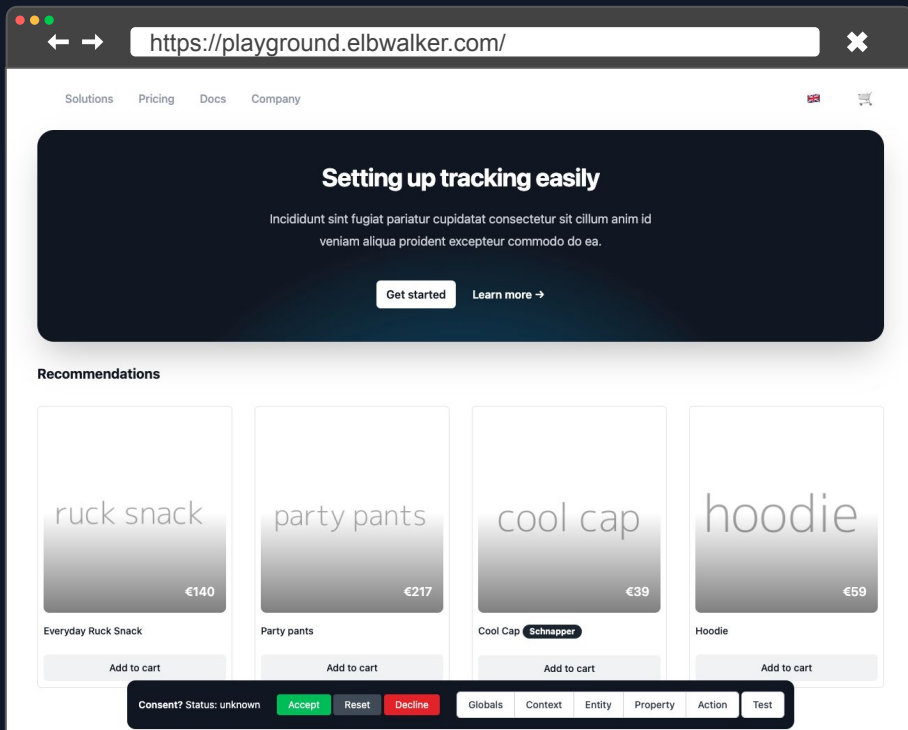 https://playground.elbwalker.com/
Solutions Pricing Docs Company
Setting up tracking easily
Incididunt sint fugiat pariatur cupidatat consectetur sit cillum anim id
veniam aliqua proident excepteur commodo do ea.
Get started Learn more →
Recommendations
ruck snack party pants cool cap hoodie
€140 €217 €39 €59
Everyday Ruck Snack Party pants Cool Cap Schnapper Hoodie
Add to cart Add to cart Add to cart Add to cart
Consent? Status: unknown Accept Reset Decline Globals Context Entity Property Action Test